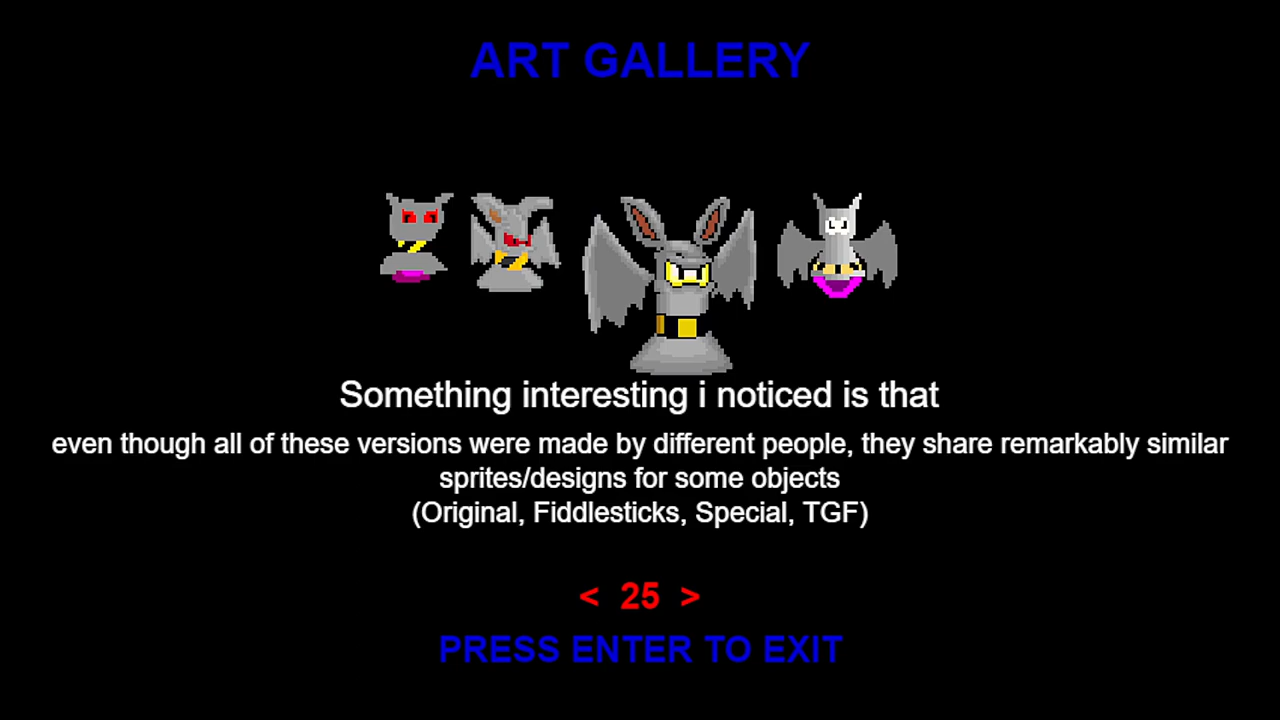 ART GALLERY
Something interesting i noticed is that
even though all of these versions were made by different people, they share remarkably similar
sprites/designs for some objects
(Original, Fiddlesticks, Special, TGF)
< 25 >
PRESS ENTER TO EXIT